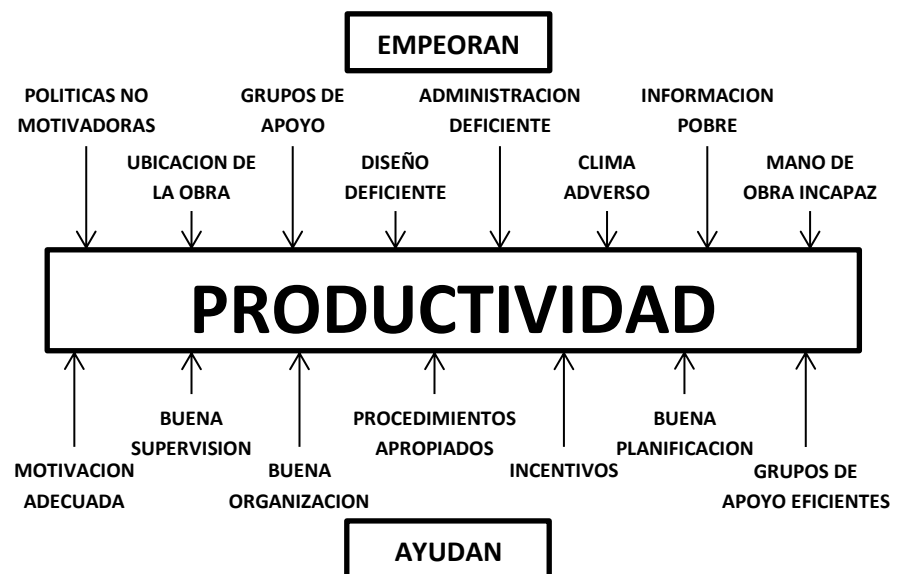 EMPEORAN
POLITICAS NO
MOTIVADORAS
GRUPOS DE
APOYO
ADMINISTRACION
DEFICIENTE
INFORMACION
POBRE
UBICACION DE
LA OBRA
DISEÑO
DEFICIENTE
CLIMA
ADVERSO
MANO DE
OBRA INCAPAZ
PRODUCTIVIDAD
BUENA
SUPERVISION
PROCEDIMIENTOS
APROPIADOS
BUENA
PLANIFICACION
MOTIVACION
ADECUADA
BUENA
ORGANIZACION
INCENTIVOS
GRUPOS DE
APOYO EFICIENTES
AYUDAN